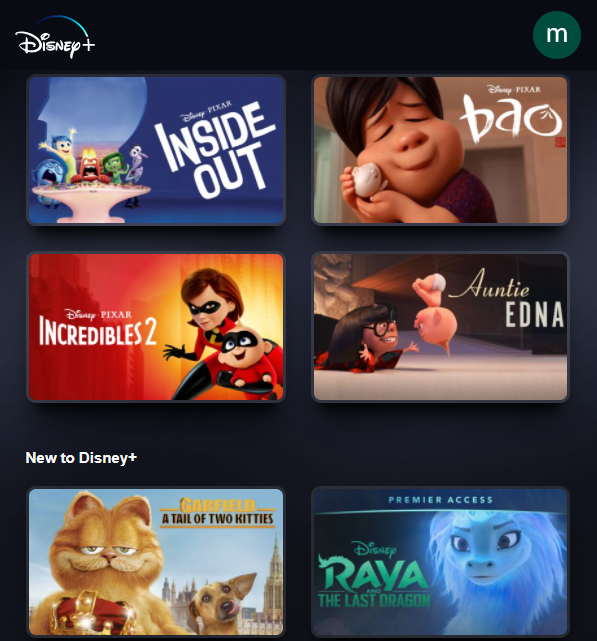 Disney+
m
Disney · PIXAR
INSIDE
OUT
Disney · PIXAR
bao
Disney · PIXAR
INCREDIBLES 2
Auntie
EDNA
New to Disney+
GARFIELD
A TAIL OF TWO KITTIES
PREMIER ACCESS
Disney
RAYA
AND
THE LAST DRAGON